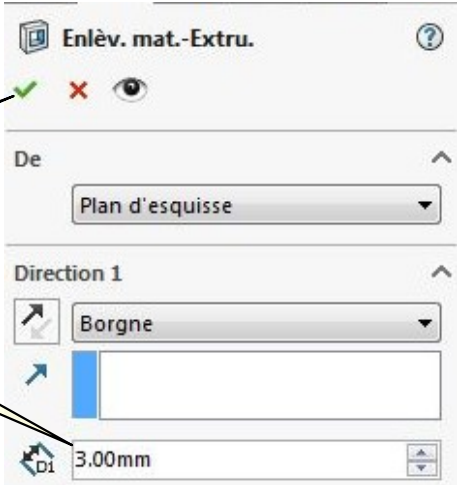 Enlèv. mat.-Extru.
De
Plan d'esquisse
Direction 1
Borgne
D1
3.00mm